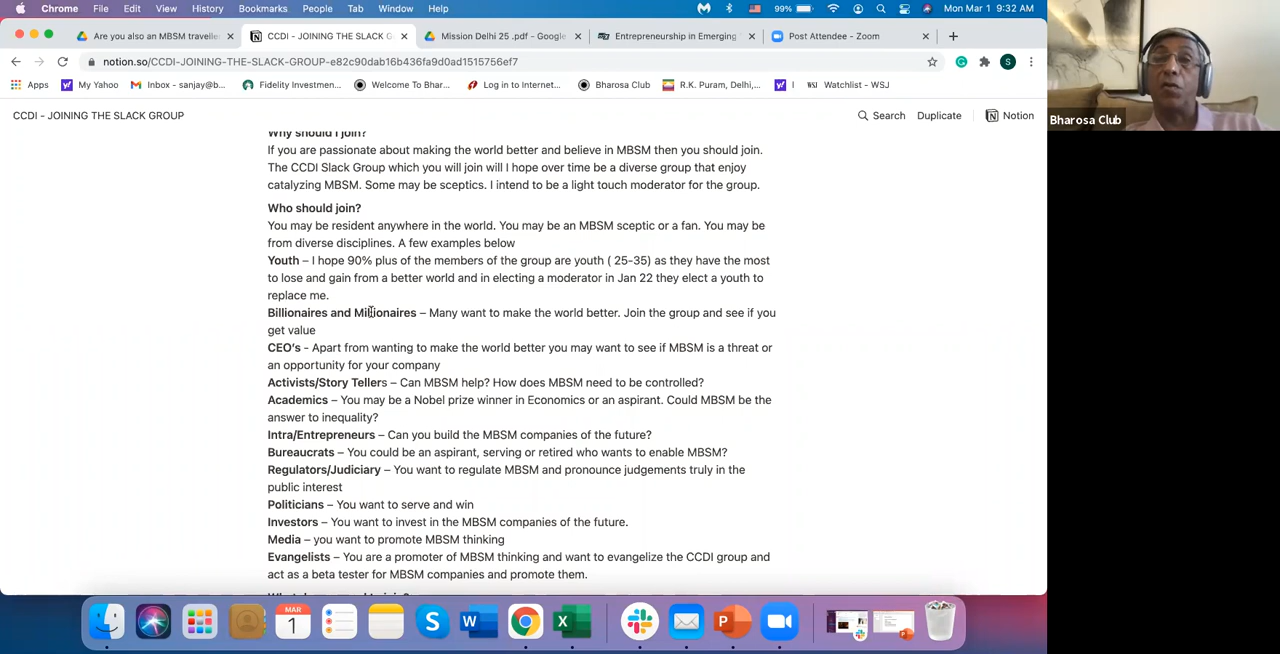 Chrome File Edit View History Bookmarks People Tab Window Help 99% Mon Mar 1 9:32 AM
Are you also an MBSM travelle CCDI - JOINING THE SLACK G Mission Delhi 25 .pdf - Google Entrepreneurship in Emerging Post Attendee - Zoom
notion.so/CCDI-JOINING-THE-SLACK-GROUP-e82c90dab16b436fa9d0ad1515756ef7
Apps My Yahoo Inbox - sanjay@b... Fidelity Investmen... Welcome To Bhar... Log in to Internet... Bharosa Club R.K. Puram, Delhi,... Watchlist - WSJ
CCDI - JOINING THE SLACK GROUP Search Duplicate Notion
Bharosa Club
Why should I join?
If you are passionate about making the world better and believe in MBSM then you should join.
The CCDI Slack Group which you will join will I hope over time be a diverse group that enjoy
catalyzing MBSM. Some may be sceptics. I intend to be a light touch moderator for the group.
Who should join?
You may be resident anywhere in the world. You may be an MBSM sceptic or a fan. You may be
from diverse disciplines. A few examples below
Youth – I hope 90% plus of the members of the group are youth ( 25-35) as they have the most
to lose and gain from a better world and in electing a moderator in Jan 22 they elect a youth to
replace me.
Billionaires and Millionaires – Many want to make the world better. Join the group and see if you
get value
CEO's - Apart from wanting to make the world better you may want to see if MBSM is a threat or
an opportunity for your company
Activists/Story Tellers – Can MBSM help? How does MBSM need to be controlled?
Academics – You may be a Nobel prize winner in Economics or an aspirant. Could MBSM be the
answer to inequality?
Intra/Entrepreneurs – Can you build the MBSM companies of the future?
Bureaucrats – You could be an aspirant, serving or retired who wants to enable MBSM?
Regulators/Judiciary – You want to regulate MBSM and pronounce judgements truly in the
public interest
Politicians – You want to serve and win
Investors – You want to invest in the MBSM companies of the future.
Media – you want to promote MBSM thinking
Evangelists – You are a promoter of MBSM thinking and want to evangelize the CCDI group and
act as a beta tester for MBSM companies and promote them.
MAR
1